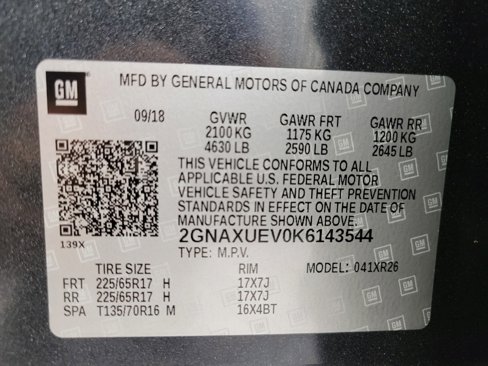 GM
MFD BY GENERAL MOTORS OF CANADA COMPANY
09/18 GVWR GAWR FRT GAWR RR
2100 KG 1175 KG 1200 KG
4630 LB 2590 LB 2645 LB
THIS VEHICLE CONFORMS TO ALL
APPLICABLE U.S. FEDERAL MOTOR
VEHICLE SAFETY AND THEFT PREVENTION
STANDARDS IN EFFECT ON THE DATE OF
MANUFACTURE SHOWN ABOVE.
139X 2GNAXUEV0K6143544
TYPE: M.P.V.
TIRE SIZE RIM MODEL: 041XR26
FRT 225/65R17 H 17X7J
RR 225/65R17 H 17X7J
SPA T135/70R16 M 16X4BT